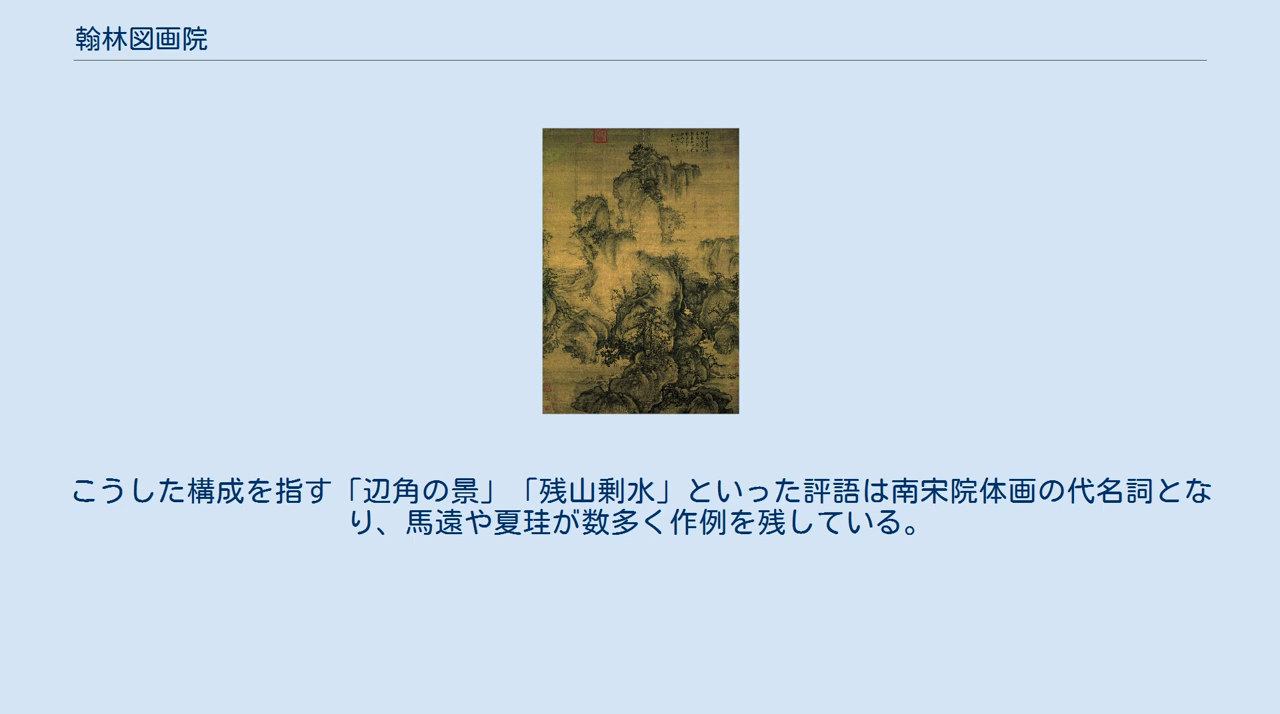 翰林図画院
こうした構成を指す「辺角の景」「残山剰水」といった評語は南宋院体画の代名詞とな
り、馬遠や夏珪が数多く作例を残している。